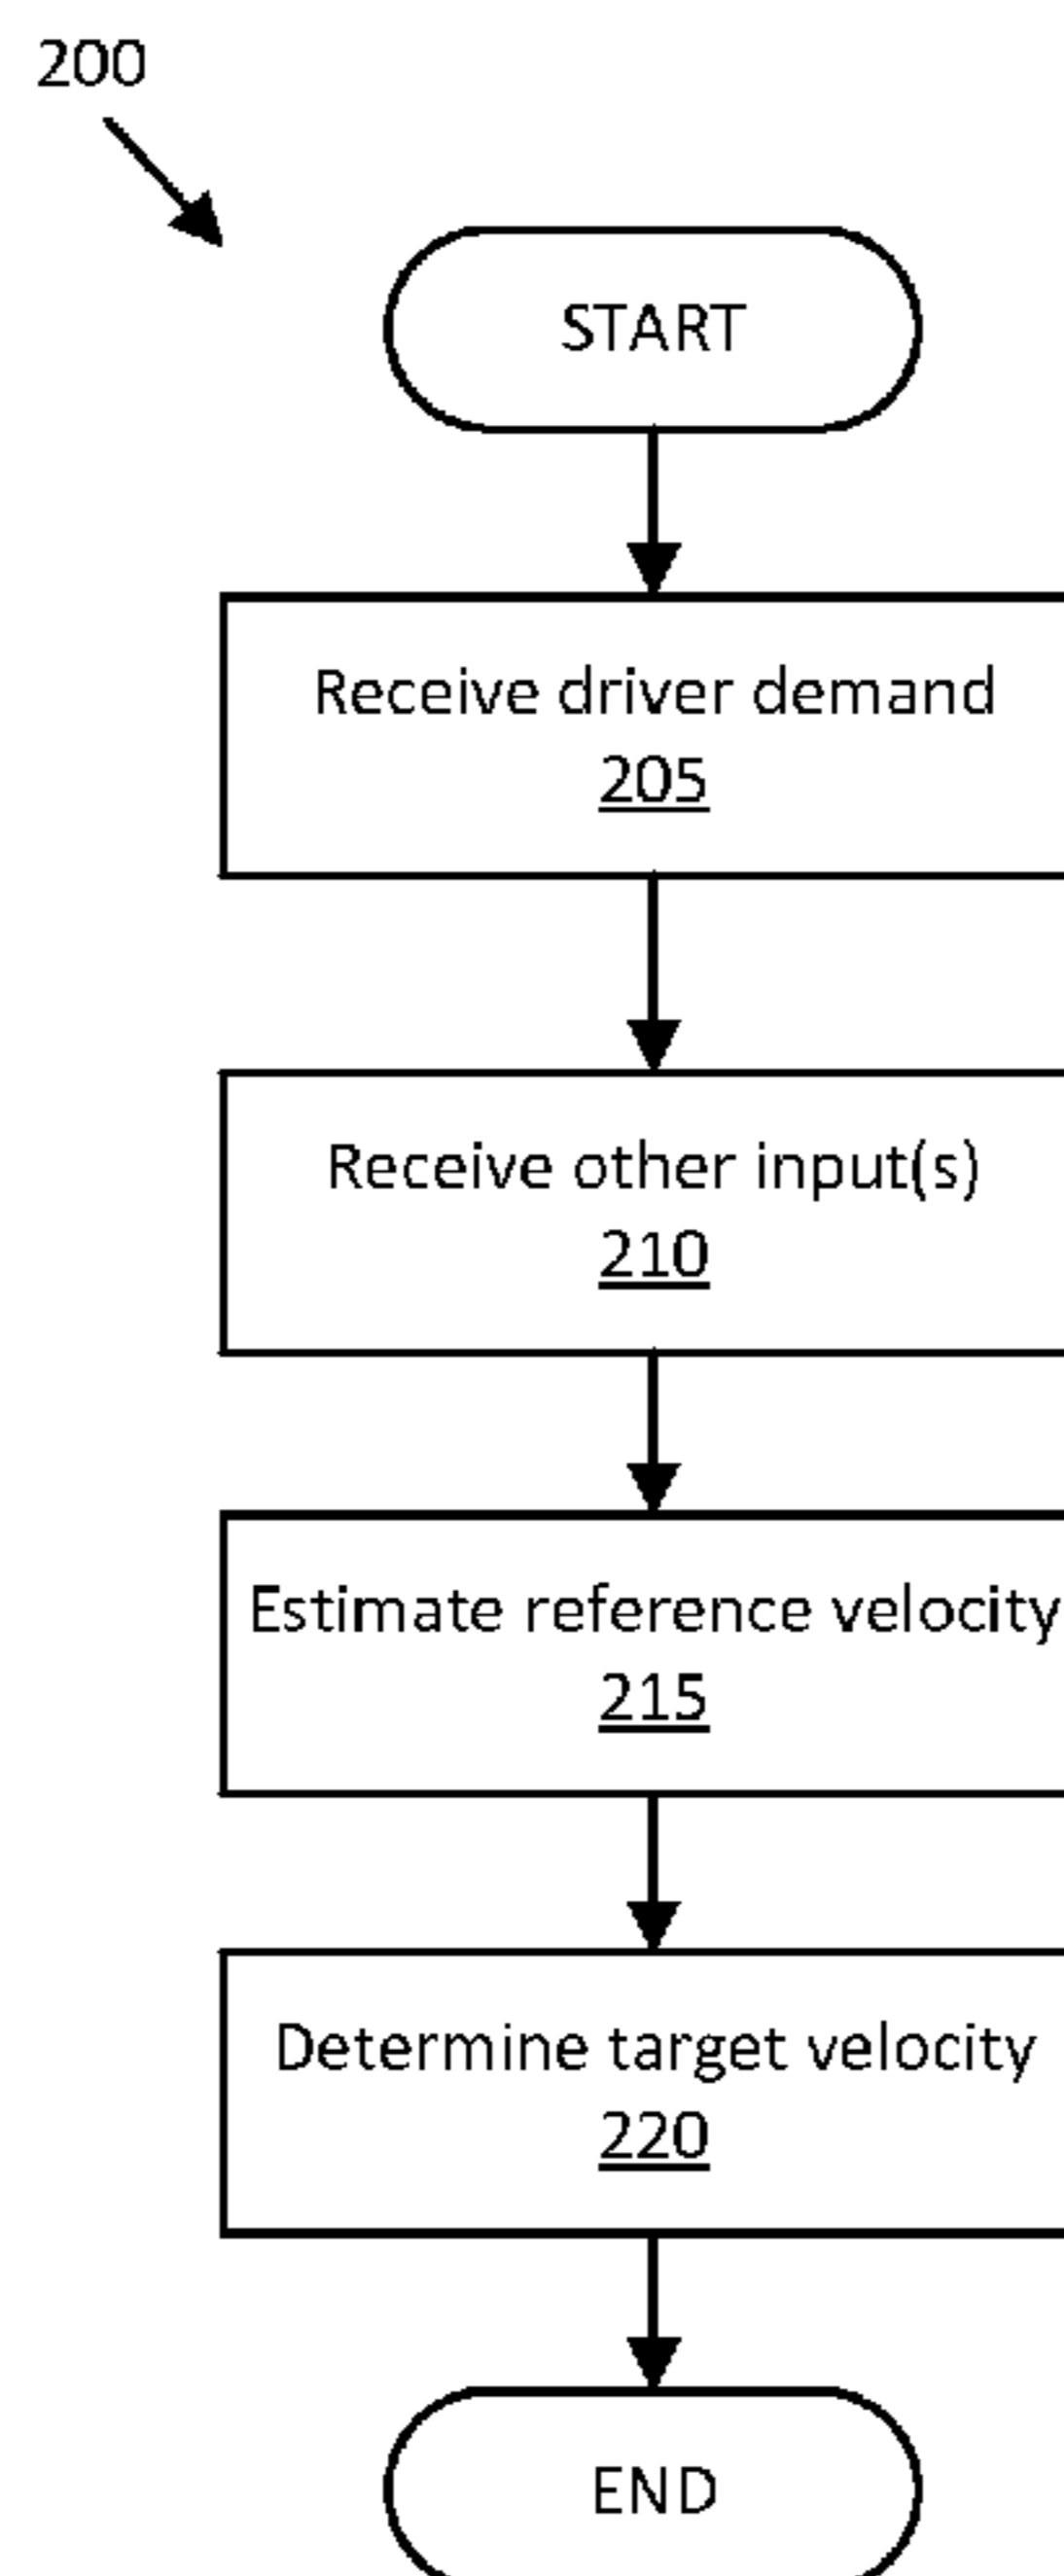 200
START
Receive driver demand
205
Receive other input(s)
210
Estimate reference velocity
215
Determine target velocity
220
END